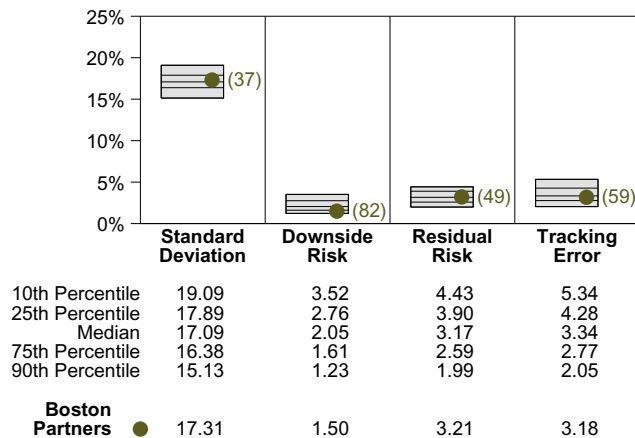 25%
20%
15%
10%
5%
0%
(37)
(82)
(49)
(59)
Standard Deviation
Downside Risk
Residual Risk
Tracking Error
10th Percentile 19.09 3.52 4.43 5.34
25th Percentile 17.89 2.76 3.90 4.28
Median 17.09 2.05 3.17 3.34
75th Percentile 16.38 1.61 2.59 2.77
90th Percentile 15.13 1.23 1.99 2.05
Boston
Partners 17.31 1.50 3.21 3.18